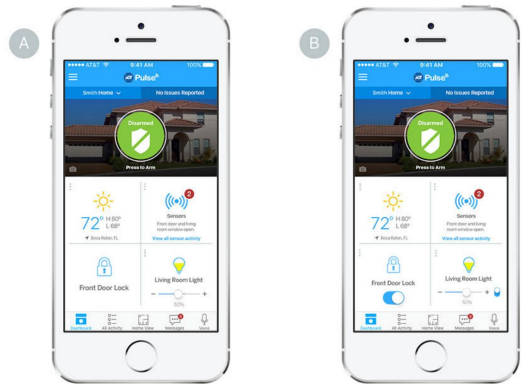 A
AT&T 9:41 AM 100%
ADT Pulse
Smith Home No Issues Reported
Disarmed
Press to Arm
72° H 80°
L 68°
Boca Raton, FL
2
Sensors
Front door and living
room window open.
View all sensor activity
Front Door Lock
Living Room Light
50%
Dashboard All Activity Home View Messages Voice
B
AT&T 9:41 AM 100%
ADT Pulse
Smith Home No Issues Reported
Disarmed
Press to Arm
72° H 80°
L 68°
Boca Raton, FL
2
Sensors
Front door and living
room window open.
View all sensor activity
Front Door Lock
Living Room Light
50%
Dashboard All Activity Home View Messages Voice